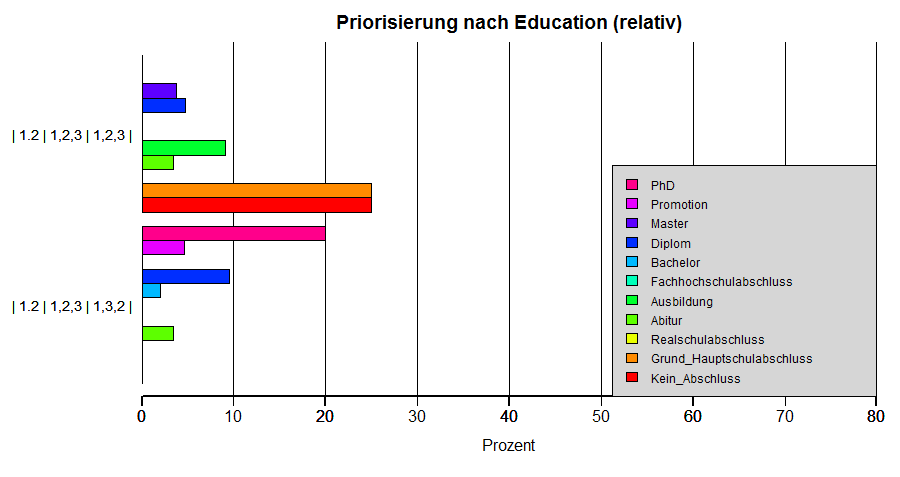 Priorisierung nach Education (relativ)
| 1.2 | 1,2,3 | 1,2,3 |
| 1.2 | 1,2,3 | 1,3,2 |
PhD
Promotion
Master
Diplom
Bachelor
Fachhochschulabschluss
Ausbildung
Abitur
Realschulabschluss
Grund_Hauptschulabschluss
Kein_Abschluss
0 10 20 30 40 50 60 70 80
Prozent